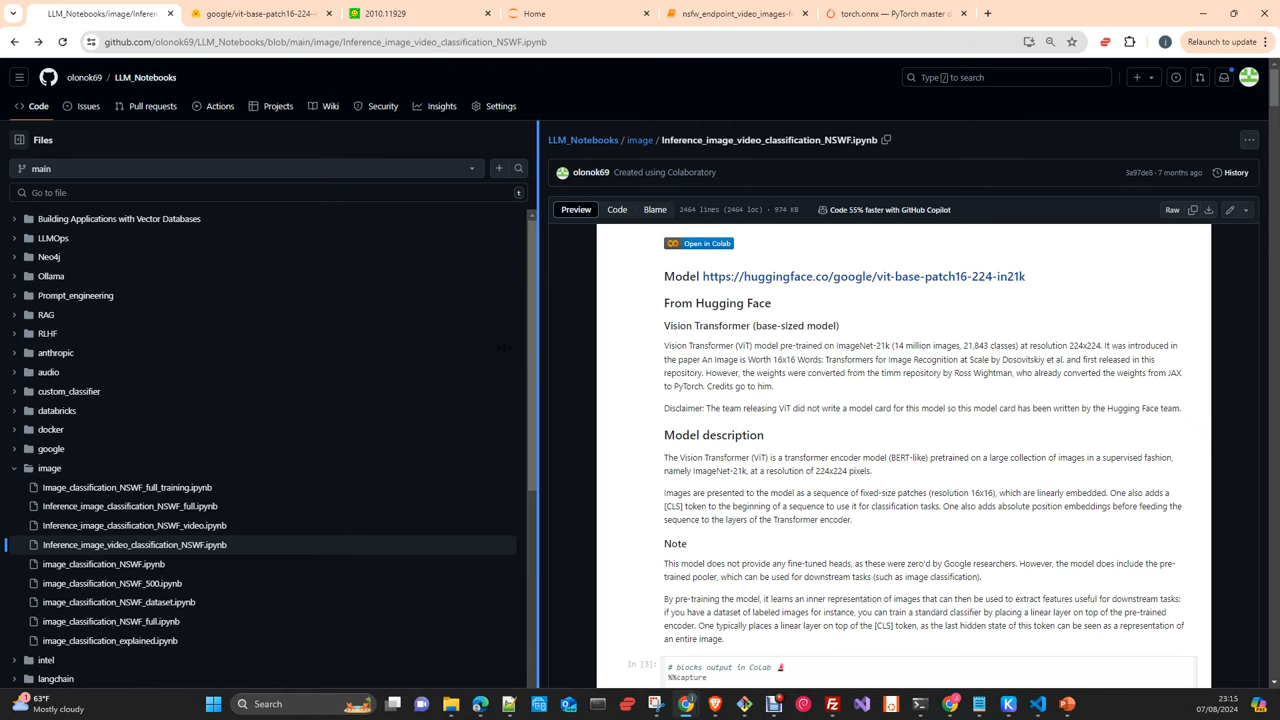 LLM_Notebooks/image/Inferen
google/vit-base-patch16-224-i
2010.11929
Home
nsfw_endpoint_video_images-f
torch.onnx — PyTorch master d
github.com/olonok69/LLM_Notebooks/blob/main/image/Inference_image_video_classification_NSWF.ipynb
Relaunch to update
olonok69 / LLM_Notebooks
Type / to search
Code
Issues
Pull requests
Actions
Projects
Wiki
Security
Insights
Settings
Files
main
Go to file
t
Building Applications with Vector Databases
LLMOps
Neo4j
Ollama
Prompt_engineering
RAG
RLHF
anthropic
audio
custom_classifier
databricks
docker
google
image
Image_classification_NSWF_full_training.ipynb
Inference_image_classification_NSWF_full.ipynb
Inference_image_classification_NSWF_video.ipynb
Inference_image_video_classification_NSWF.ipynb
image_classification_NSWF.ipynb
image_classification_NSWF_500.ipynb
image_classification_NSWF_dataset.ipynb
image_classification_NSWF_full.ipynb
image_classification_explained.ipynb
intel
langchain
LLM_Notebooks / image / Inference_image_video_classification_NSWF.ipynb
olonok69 Created using Colaboratory
3a97de8 · 7 months ago
History
Preview
Code
Blame
2464 lines (2464 loc) · 974 KB
Code 55% faster with GitHub Copilot
Raw
Open in Colab
Model https://huggingface.co/google/vit-base-patch16-224-in21k
From Hugging Face
Vision Transformer (base-sized model)
Vision Transformer (ViT) model pre-trained on ImageNet-21k (14 million images, 21,843 classes) at resolution 224x224. It was introduced in
the paper An Image is Worth 16x16 Words: Transformers for Image Recognition at Scale by Dosovitskiy et al. and first released in this
repository. However, the weights were converted from the timm repository by Ross Wightman, who already converted the weights from JAX
to PyTorch. Credits go to him.
Disclaimer: The team releasing ViT did not write a model card for this model so this model card has been written by the Hugging Face team.
Model description
The Vision Transformer (ViT) is a transformer encoder model (BERT-like) pretrained on a large collection of images in a supervised fashion,
namely ImageNet-21k, at a resolution of 224x224 pixels.
Images are presented to the model as a sequence of fixed-size patches (resolution 16x16), which are linearly embedded. One also adds a
[CLS] token to the beginning of a sequence to use it for classification tasks. One also adds absolute position embeddings before feeding the
sequence to the layers of the Transformer encoder.
Note
This model does not provide any fine-tuned heads, as these were zero'd by Google researchers. However, the model does include the pre-
trained pooler, which can be used for downstream tasks (such as image classification).
By pre-training the model, it learns an inner representation of images that can then be used to extract features useful for downstream tasks:
if you have a dataset of labeled images for instance, you can train a standard classifier by placing a linear layer on top of the pre-trained
encoder. One typically places a linear layer on top of the [CLS] token, as the last hidden state of this token can be seen as a representation of
an entire image.
In [3]:
# blocks output in Colab
%%capture
63°F
Mostly cloudy
Search
23:15
07/08/2024